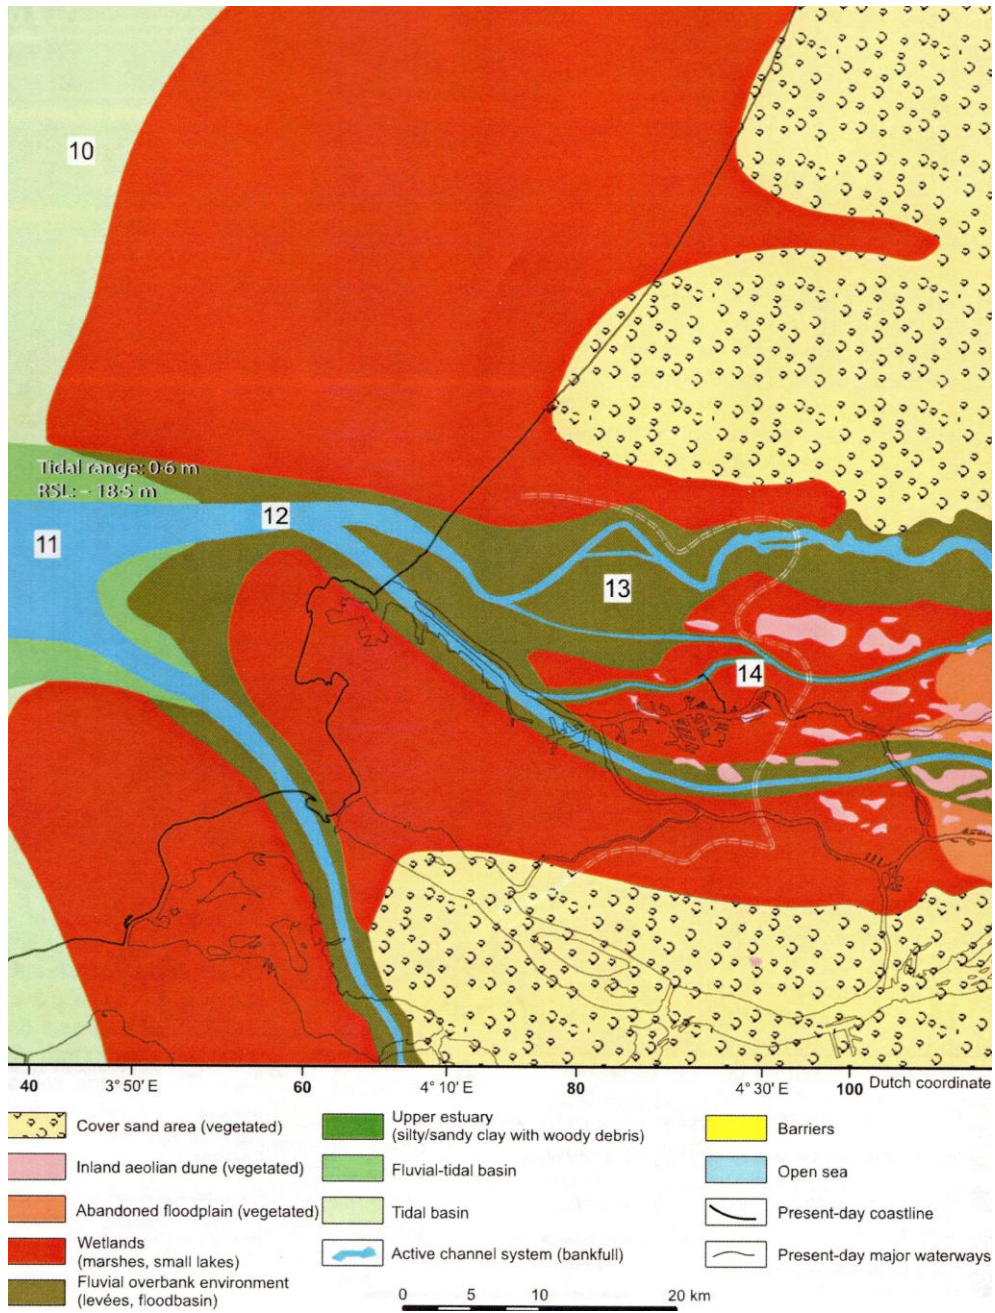 10
Tidal range: 0·6 m
RSL: - 18·5 m
12
11
13
14
40
3° 50' E
60
4° 10' E
80
4° 30' E
100
Dutch coordinate
Cover sand area (vegetated)
Inland aeolian dune (vegetated)
Abandoned floodplain (vegetated)
Wetlands
(marshes, small lakes)
Fluvial overbank environment
(levées, floodbasin)
Upper estuary
(silty/sandy clay with woody debris)
Fluvial-tidal basin
Tidal basin
Active channel system (bankfull)
Barriers
Open sea
Present-day coastline
Present-day major waterways
0
5
10
20 km